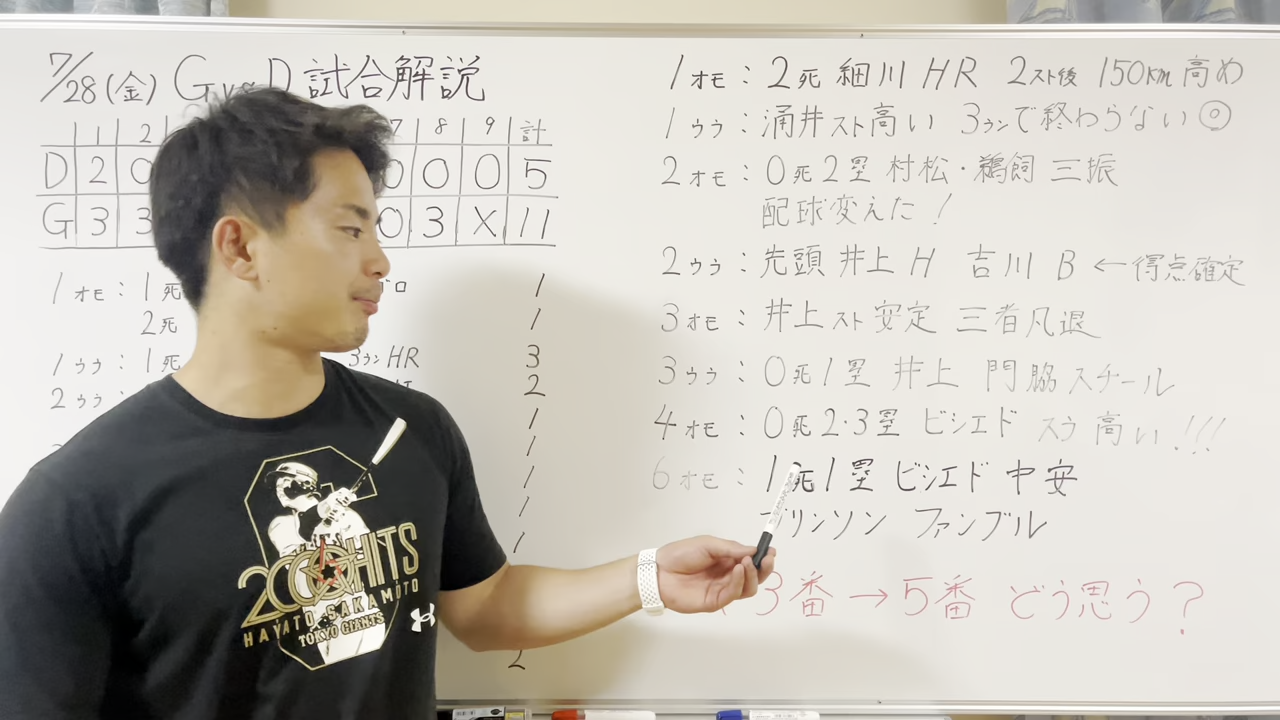 7/28(金) G vs D 試合解説
1 2 7 8 9 計
D 2 0 0 0 0 5
G 3 3 0 3 X 11
1オモ：1死 ゴロ 1
2死 1
1ウラ：1死 3ラン HR 3
2ウラ： 2
1
1
1
1
1
2
1オモ：2死 細川 HR 2スト後 150km 高め
1ウラ：涌井スト高い 3ランで終わらない◎
2オモ：0死2塁 村松・鵜飼 三振
配球変えた！
2ウラ：先頭 井上 H 吉川 B ←得点確定
3オモ：井上スト 安定 三者凡退
3ウラ：0死1塁 井上 門脇スチール
4オモ：0死2・3塁 ビシエド スラ高い!!!
6オモ：1死1塁 ビシエド 中安
ブリンソン ファンブル
3番→5番 どう思う？
2000HITS
HAYATO SAKAMOTO
TOKYO GIANTS